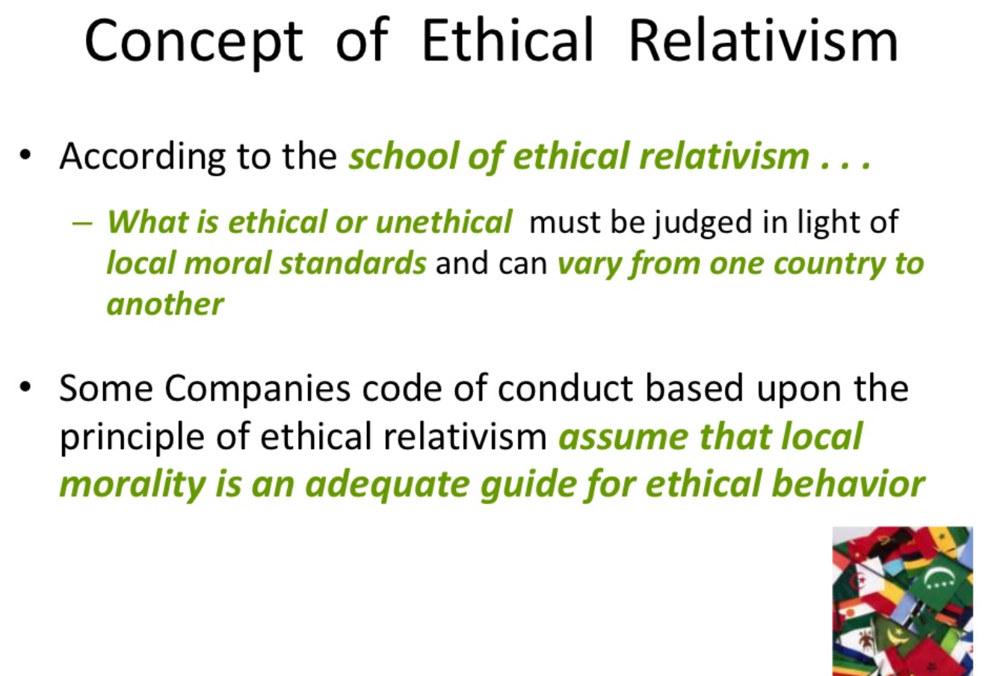 Concept of Ethical Relativism
• According to the school of ethical relativism . . .
– What is ethical or unethical must be judged in light of
local moral standards and can vary from one country to
another
• Some Companies code of conduct based upon the
principle of ethical relativism assume that local
morality is an adequate guide for ethical behavior